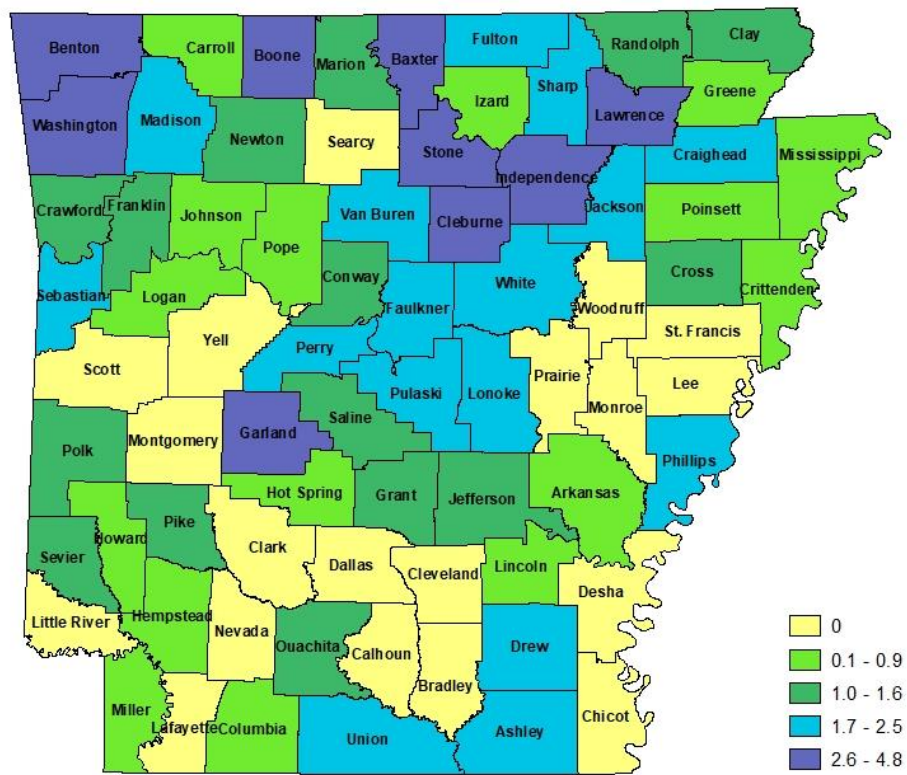 Benton
Carroll
Boone
Marion
Baxter
Fulton
Randolph
Clay
Izard
Sharp
Greene
Washington
Madison
Newton
Searcy
Stone
Lawrence
Independence
Craighead
Mississippi
Crawford
Franklin
Johnson
Pope
Van Buren
Cleburne
Jackson
Poinsett
Sebastian
Logan
Conway
Faulkner
White
Woodruff
Cross
Crittenden
Scott
Yell
Perry
Pulaski
Lonoke
Prairie
St. Francis
Lee
Monroe
Polk
Montgomery
Garland
Saline
Phillips
Hot Spring
Grant
Jefferson
Arkansas
Sevier
Howard
Pike
Clark
Dallas
Cleveland
Lincoln
Desha
Little River
Hempstead
Nevada
Ouachita
Calhoun
Bradley
Drew
Miller
Lafayette
Columbia
Union
Ashley
Chicot
0
0.1 - 0.9
1.0 - 1.6
1.7 - 2.5
2.6 - 4.8